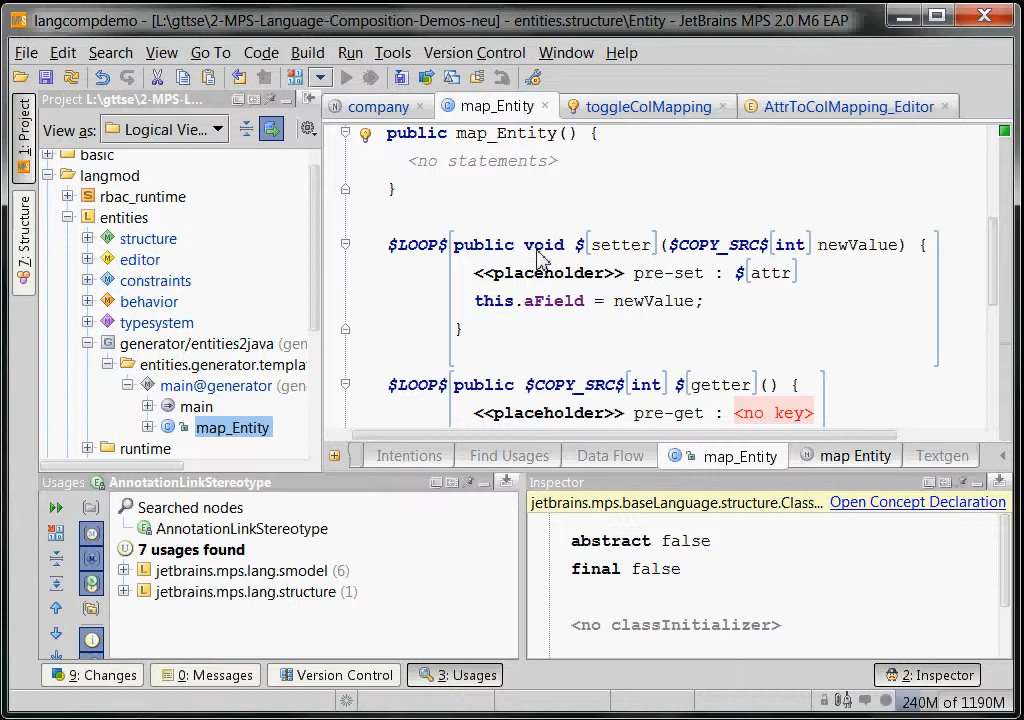 langcompdemo - [L:\gttse\2-MPS-Language-Composition-Demos-neu] - entities.structure\Entity - JetBrains MPS 2.0 M6 EAP
File Edit Search View Go To Code Build Run Tools Version Control Window Help
Project L:\gttse\2-MPS-L...
company map_Entity toggleColMapping AttrToColMapping_Editor
1: Project
7: Structure
View as: Logical Vie...
basic
langmod
rbac_runtime
entities
structure
editor
constraints
behavior
typesystem
generator/entities2java (gen
entities.generator.templa
main@generator (gen
main
map_Entity
runtime
public map_Entity() {
<no statements>
}
$LOOP$ public void $[setter] ($COPY_SRC$[int] newValue) {
<<placeholder>> pre-set : $[attr]
this.aField = newValue;
}
$LOOP$ public $COPY_SRC$[int] $[getter] () {
<<placeholder>> pre-get : <no key>
Intentions Find Usages Data Flow map_Entity map Entity Textgen
Usages AnnotationLinkStereotype
Searched nodes
AnnotationLinkStereotype
7 usages found
jetbrains.mps.lang.smodel (6)
jetbrains.mps.lang.structure (1)
Inspector
jetbrains.mps.baseLanguage.structure.Class... Open Concept Declaration
abstract false
final false
<no classInitializer>
9: Changes 0: Messages Version Control 3: Usages 2: Inspector
240M of 1190M